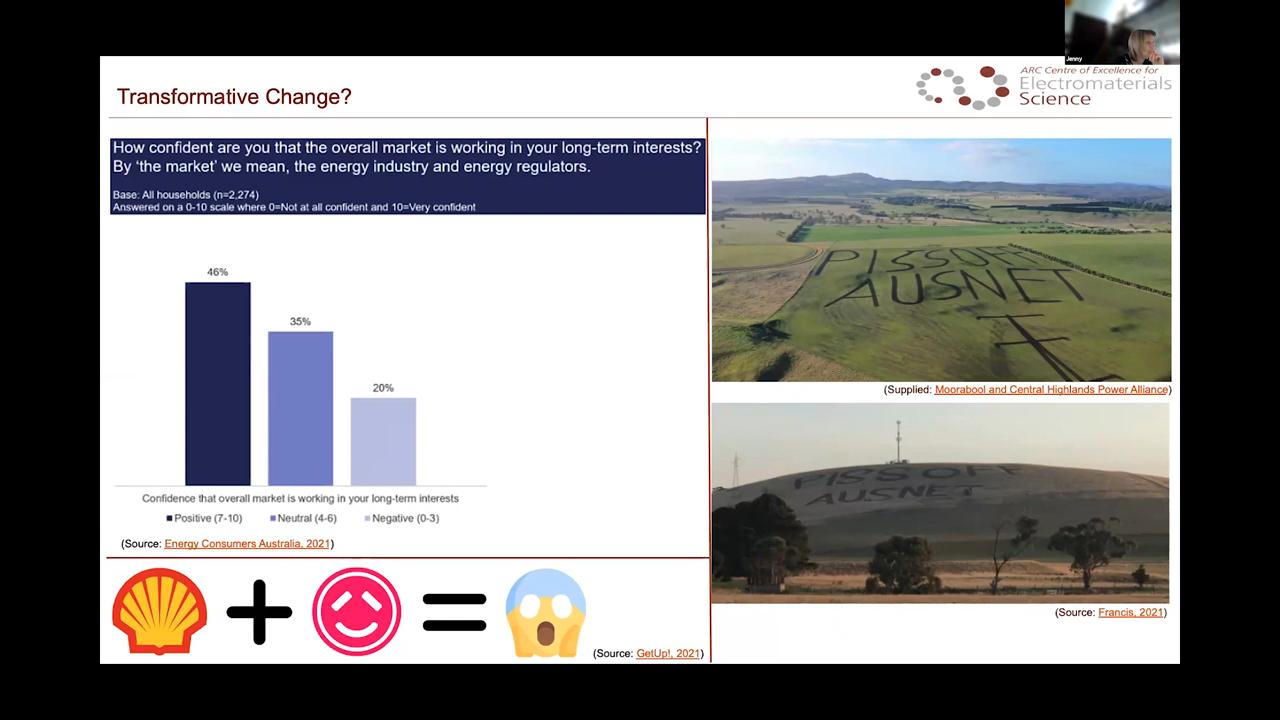 Jenny
ARC Centre of Excellence for
Electromaterials
Science
Transformative Change?
How confident are you that the overall market is working in your long-term interests?
By ‘the market’ we mean, the energy industry and energy regulators.
Base: All households (n=2,274)
Answered on a 0-10 scale where 0=Not at all confident and 10=Very confident
46%
35%
20%
Confidence that overall market is working in your long-term interests
Positive (7-10) Neutral (4-6) Negative (0-3)
(Source: Energy Consumers Australia, 2021)
(Source: GetUp!, 2021)
PISSOFF
AUSNET
(Supplied: Moorabool and Central Highlands Power Alliance)
PISSOFF
AUSNET
(Source: Francis, 2021)